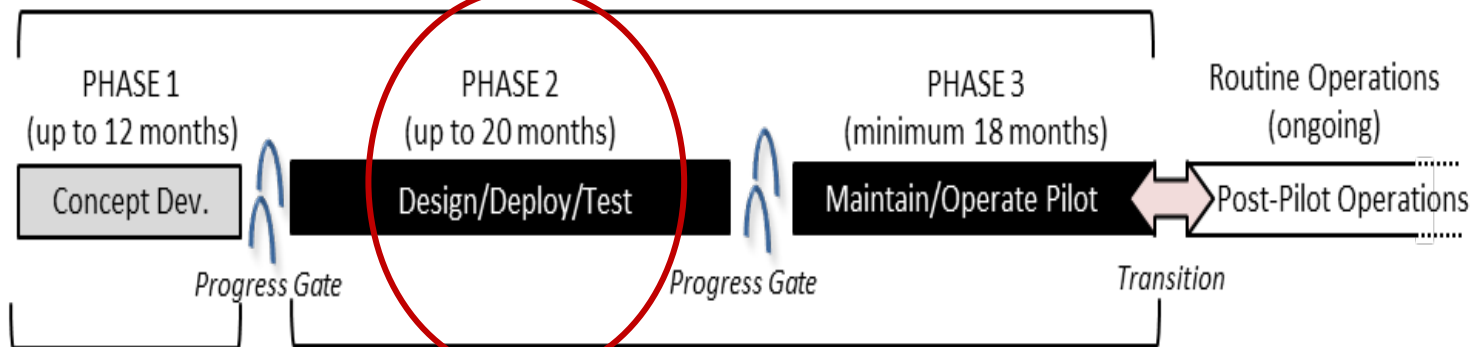 PHASE 1
(up to 12 months)
Concept Dev.
Progress Gate
PHASE 2
(up to 20 months)
Design/Deploy/Test
Progress Gate
PHASE 3
(minimum 18 months)
Maintain/Operate Pilot
Transition
Routine Operations
(ongoing)
Post-Pilot Operations